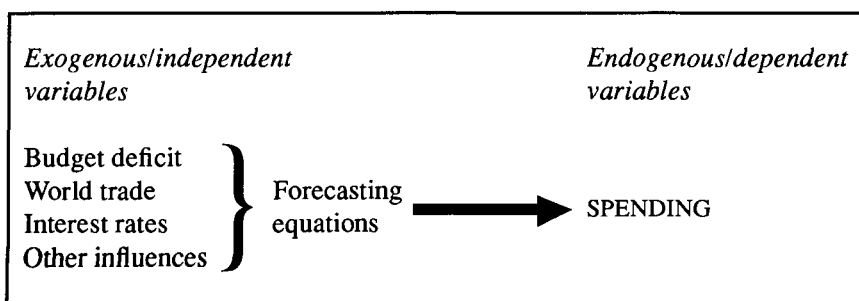 Exogenous/independent
variables
Endogenous/dependent
variables
Budget deficit
World trade
Interest rates
Other influences
Forecasting
equations
SPENDING